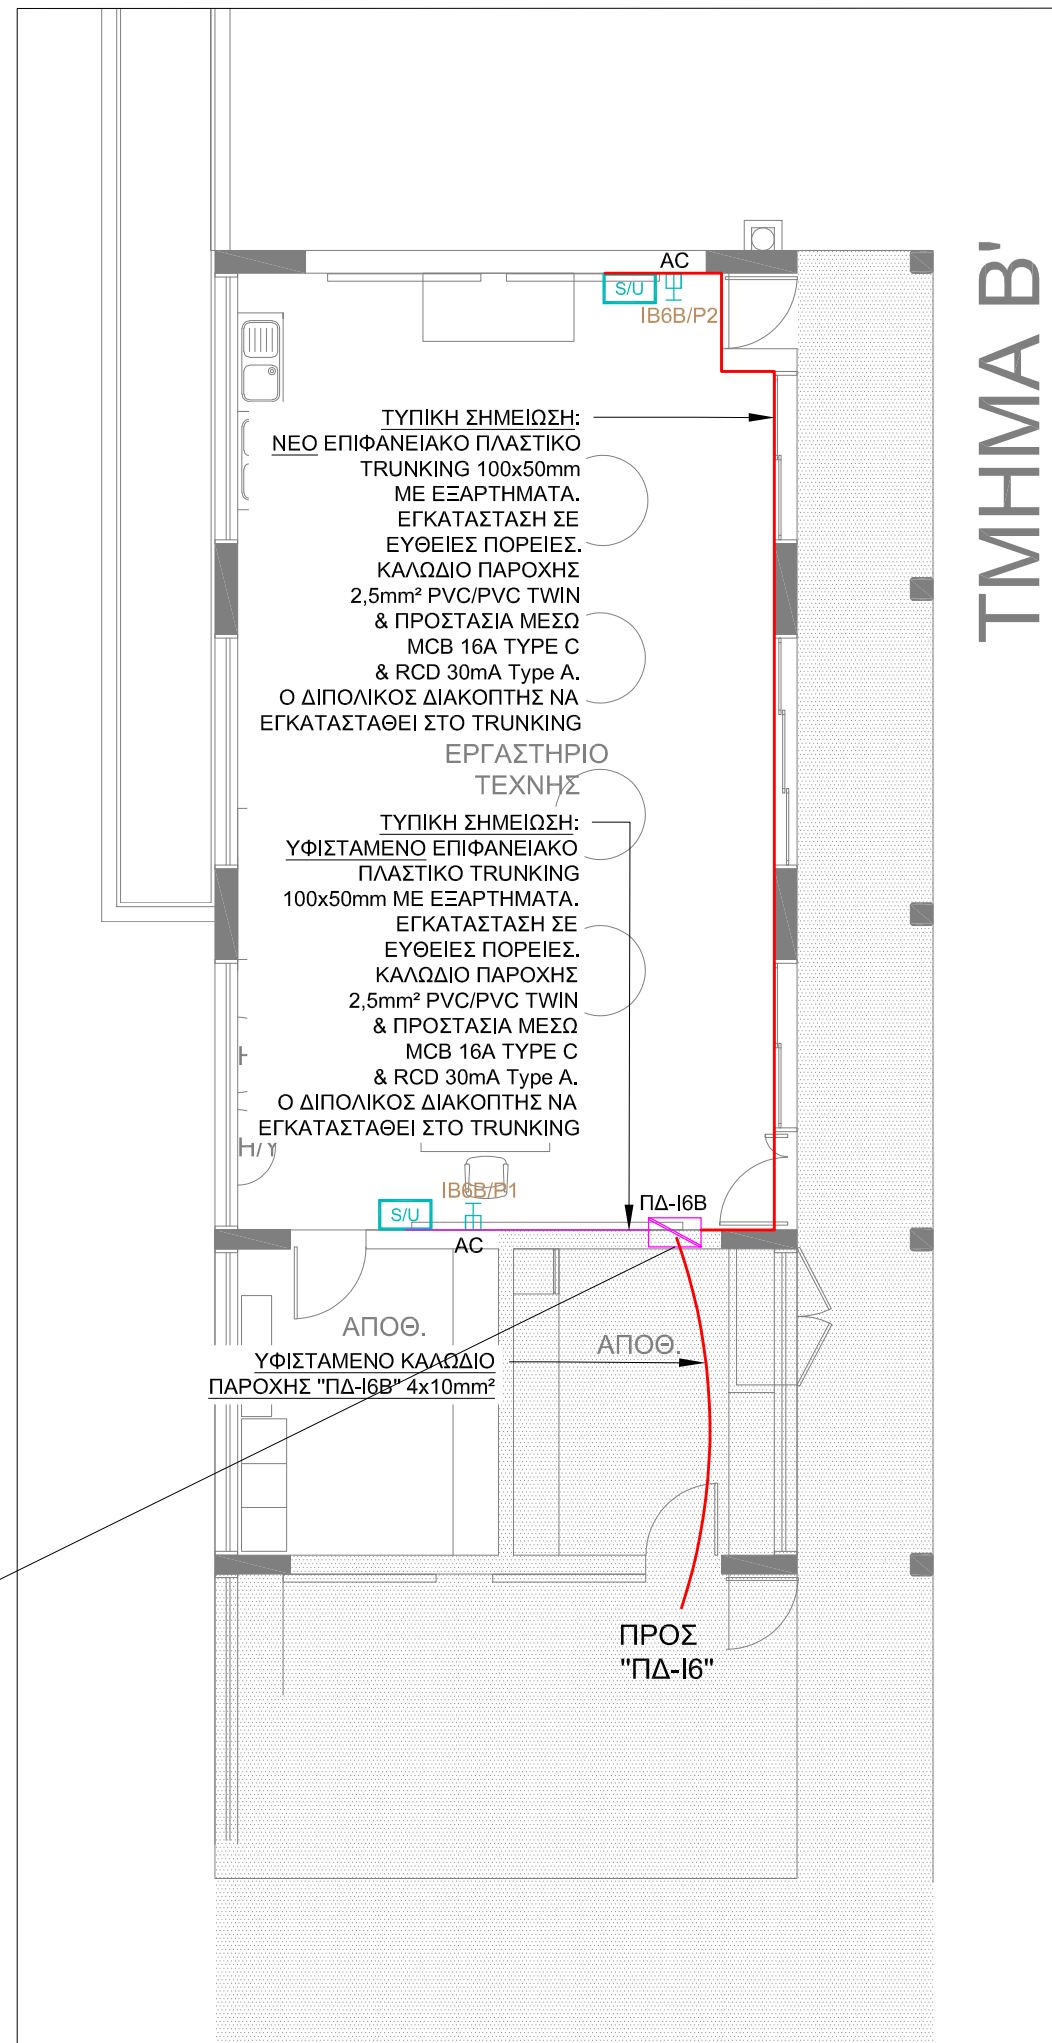 ΤΜΗΜΑ Β'
AC
S/U
IB6B/P2
ΤΥΠΙΚΗ ΣΗΜΕΙΩΣΗ:
ΝΕΟ ΕΠΙΦΑΝΕΙΑΚΟ ΠΛΑΣΤΙΚΟ
TRUNKING 100x50mm
ΜΕ ΕΞΑΡΤΗΜΑΤΑ.
ΕΓΚΑΤΑΣΤΑΣΗ ΣΕ
ΕΥΘΕΙΕΣ ΠΟΡΕΙΕΣ.
ΚΑΛΩΔΙΟ ΠΑΡΟΧΗΣ
2,5mm² PVC/PVC TWIN
& ΠΡΟΣΤΑΣΙΑ ΜΕΣΩ
MCB 16A TYPE C
& RCD 30mA Type A.
Ο ΔΙΠΟΛΙΚΟΣ ΔΙΑΚΟΠΤΗΣ ΝΑ
ΕΓΚΑΤΑΣΤΑΘΕΙ ΣΤΟ TRUNKING
ΕΡΓΑΣΤΗΡΙΟ
ΤΕΧΝΗΣ
ΤΥΠΙΚΗ ΣΗΜΕΙΩΣΗ:
ΥΦΙΣΤΑΜΕΝΟ ΕΠΙΦΑΝΕΙΑΚΟ
ΠΛΑΣΤΙΚΟ TRUNKING
100x50mm ΜΕ ΕΞΑΡΤΗΜΑΤΑ.
ΕΓΚΑΤΑΣΤΑΣΗ ΣΕ
ΕΥΘΕΙΕΣ ΠΟΡΕΙΕΣ.
ΚΑΛΩΔΙΟ ΠΑΡΟΧΗΣ
2,5mm² PVC/PVC TWIN
& ΠΡΟΣΤΑΣΙΑ ΜΕΣΩ
MCB 16A TYPE C
& RCD 30mA Type A.
Ο ΔΙΠΟΛΙΚΟΣ ΔΙΑΚΟΠΤΗΣ ΝΑ
ΕΓΚΑΤΑΣΤΑΘΕΙ ΣΤΟ TRUNKING
Η/Υ
IB6B/P1
S/U
AC
ΠΔ-Ι6Β
ΑΠΟΘ.
ΑΠΟΘ.
ΥΦΙΣΤΑΜΕΝΟ ΚΑΛΩΔΙΟ
ΠΑΡΟΧΗΣ "ΠΔ-Ι6Β" 4x10mm²
ΠΡΟΣ
"ΠΔ-Ι6"